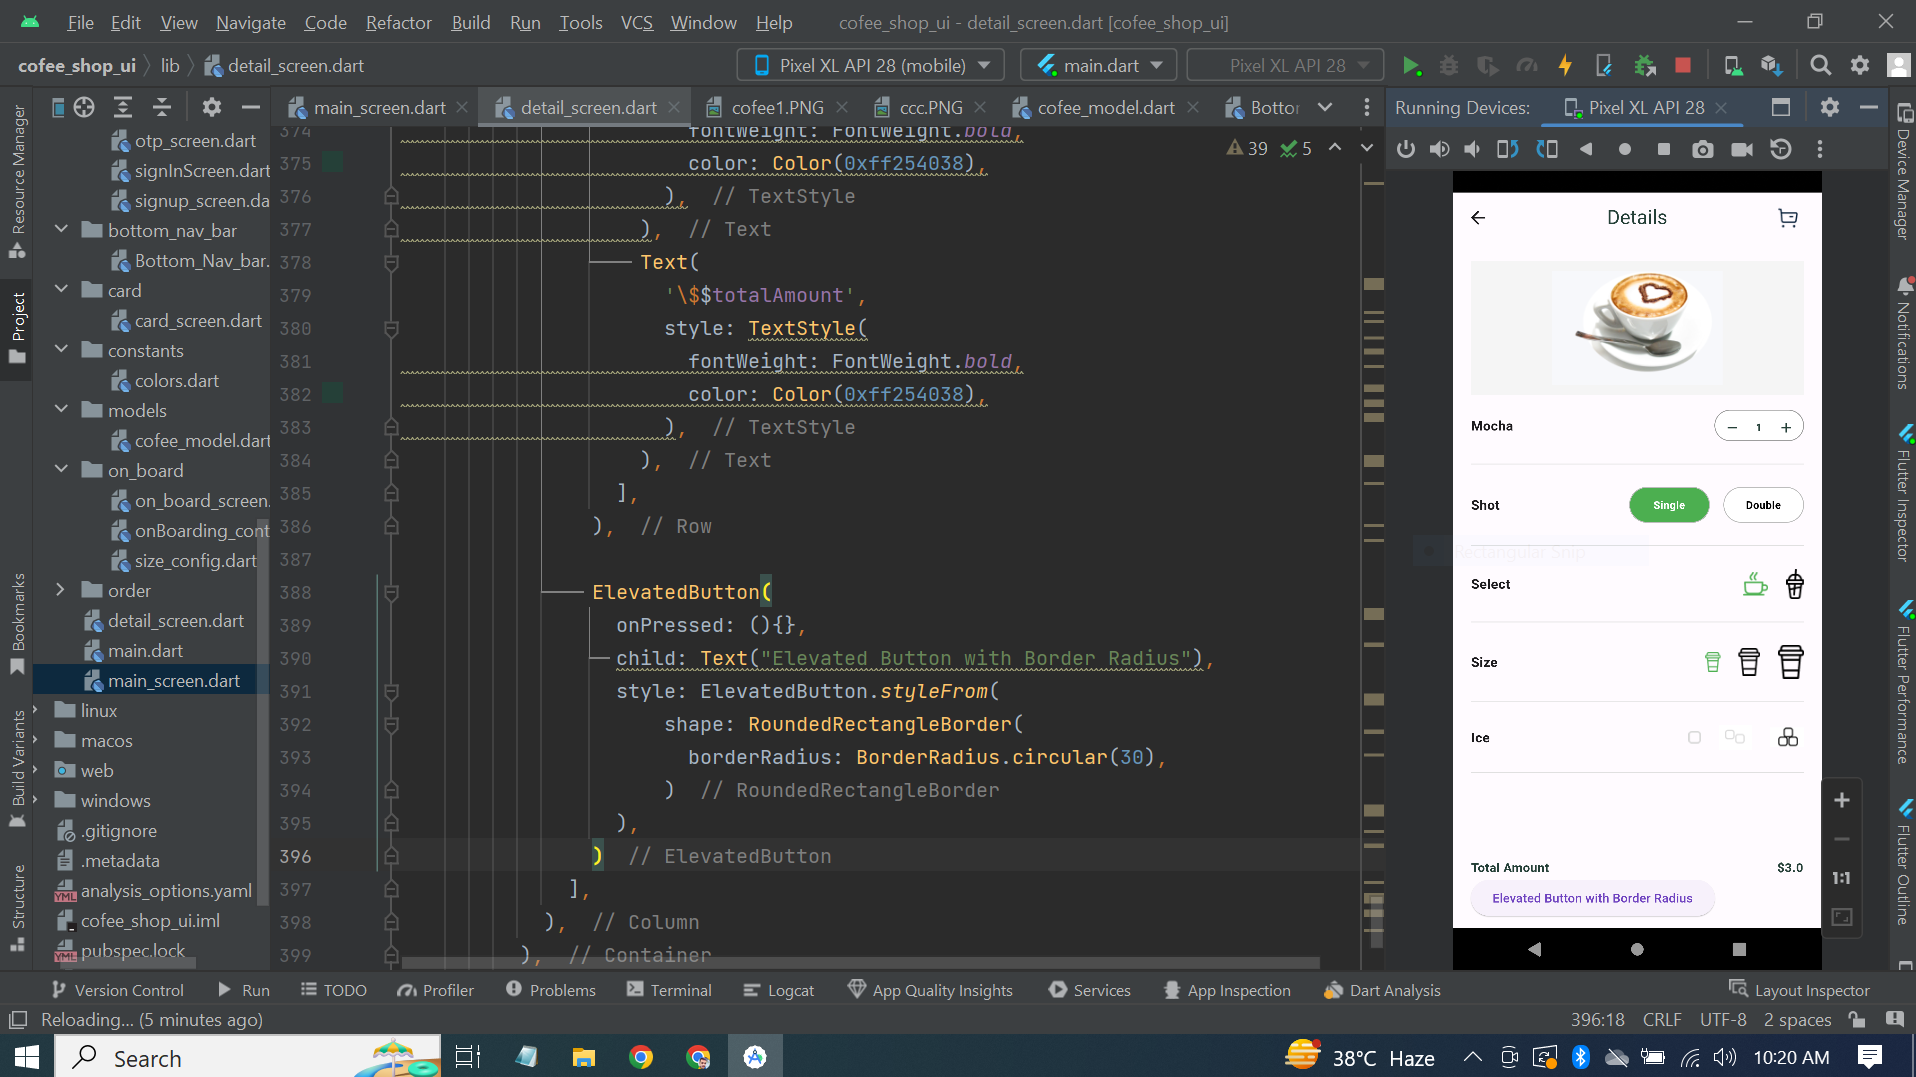 File Edit View Navigate Code Refactor Build Run Tools VCS Window Help cofee_shop_ui - detail_screen.dart [cofee_shop_ui]
cofee_shop_ui lib detail_screen.dart Pixel XL API 28 (mobile) main.dart Pixel XL API 28
main_screen.dart detail_screen.dart cofee1.PNG ccc.PNG cofee_model.dart Botto Running Devices: Pixel XL API 28
Resource Manager
Project
Bookmarks
Build Variants
Structure
otp_screen.dart
signInScreen.dart
signup_screen.da
bottom_nav_bar
Bottom_Nav_bar.
card
card_screen.dart
constants
colors.dart
models
cofee_model.dart
on_board
on_board_screen.
onBoarding_cont
size_config.dart
order
detail_screen.dart
main.dart
main_screen.dart
linux
macos
web
windows
.gitignore
.metadata
analysis_options.yaml
cofee_shop_ui.iml
pubspec.lock
39 5
374 fontWeight: FontWeight.bold,
375 color: Color(0xff254038),
376 ), // TextStyle
377 ), // Text
378 Text(
379 '\$$totalAmount',
380 style: TextStyle(
381 fontWeight: FontWeight.bold,
382 color: Color(0xff254038),
383 ), // TextStyle
384 ), // Text
385 ],
386 ), // Row
387
388 ElevatedButton(
389 onPressed: (){},
390 child: Text("Elevated Button with Border Radius"),
391 style: ElevatedButton.styleFrom(
392 shape: RoundedRectangleBorder(
393 borderRadius: BorderRadius.circular(30),
394 ) // RoundedRectangleBorder
395 ),
396 ) // ElevatedButton
397 ],
398 ), // Column
399 ), // Container
Details
Mocha 1
Shot Single Double
Rectangular Snip
Select
Size
Ice
Total Amount $3.0
Elevated Button with Border Radius
1:1
Device Manager
Notifications
Flutter Inspector
Flutter Performance
Flutter Outline
Version Control Run TODO Profiler Problems Terminal Logcat App Quality Insights Services App Inspection Dart Analysis Layout Inspector
Reloading... (5 minutes ago) 396:18 CRLF UTF-8 2 spaces
Search 38°C Haze 10:20 AM